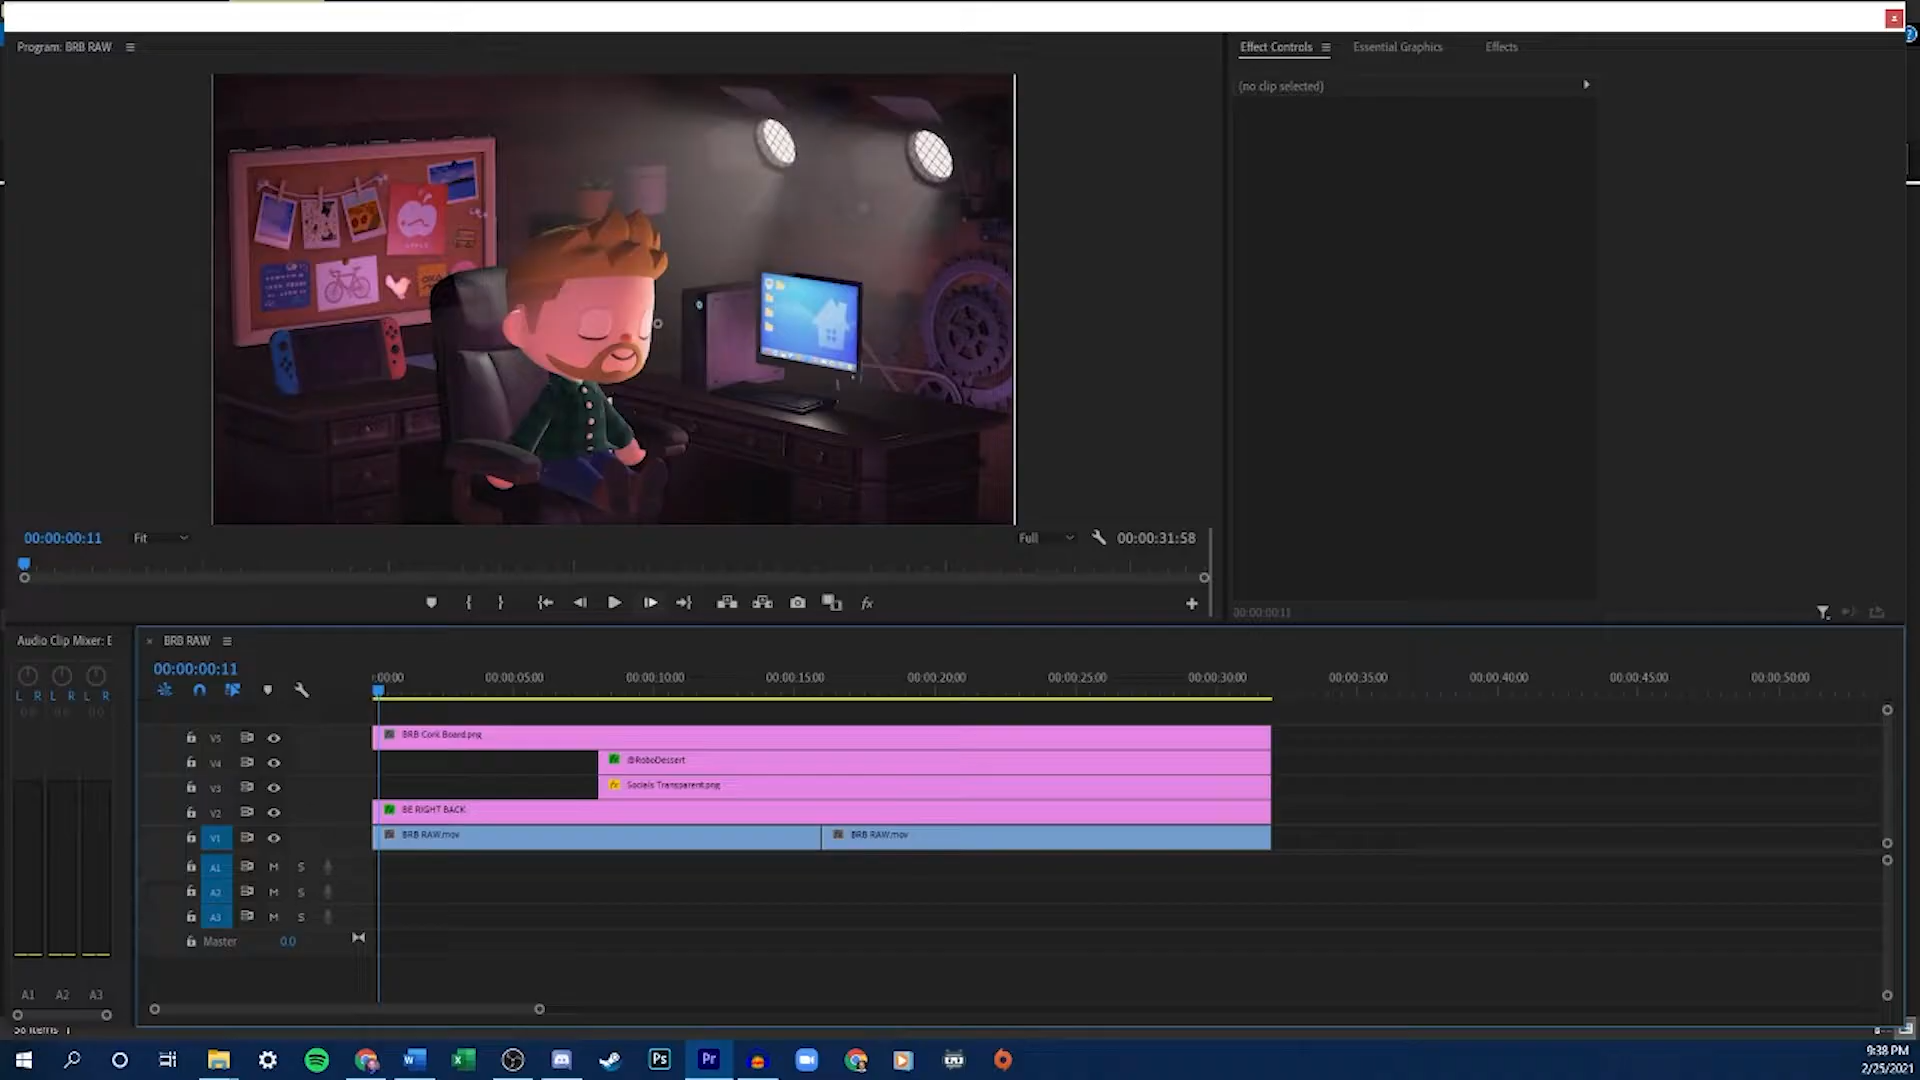 Program: BRB RAW
Effect Controls
Essential Graphics
Effects
(no clip selected)
APPLE
00:00:00:11
Fit
Full
00:00:31:58
00:00:00:11
Audio Clip Mixer: E
BRB RAW
00:00:00:11
:00:00
00:00:05:00
00:00:10:00
00:00:15:00
00:00:20:00
00:00:25:00
00:00:30:00
00:00:35:00
00:00:40:00
00:00:45:00
00:00:50:00
L R L R L R
V5
BRB Cork Board.png
V4
@RoboDessert
V3
Socials Transparent.png
V2
BE RIGHT BACK
V1
BRB RAW.mov
BRB RAW.mov
A1 M S
A2 M S
A3 M S
Master 0.0
A1 A2 A3
Ps
Pr
9:38 PM
2/25/2021